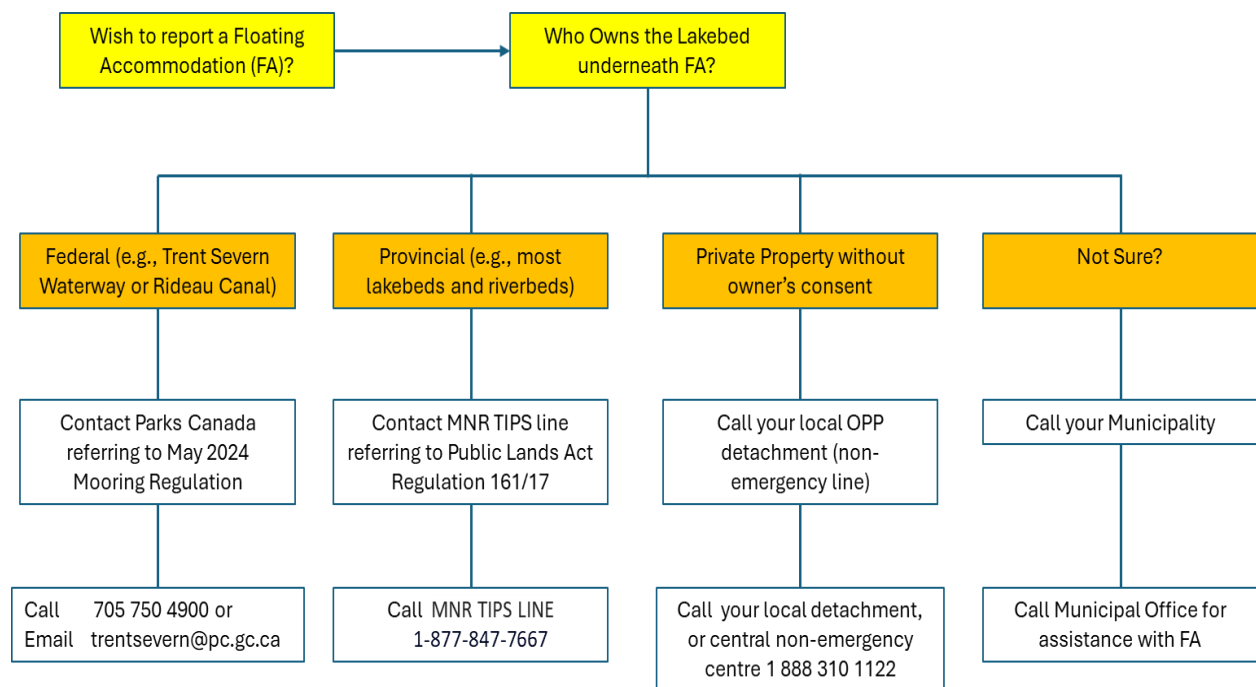 Wish to report a Floating
Accommodation (FA)?
Who Owns the Lakebed
underneath FA?
Federal (e.g., Trent Severn
Waterway or Rideau Canal)
Provincial (e.g., most
lakebeds and riverbeds)
Private Property without
owner’s consent
Not Sure?
Contact Parks Canada
referring to May 2024
Mooring Regulation
Contact MNR TIPS line
referring to Public Lands Act
Regulation 161/17
Call your local OPP
detachment (non-
emergency line)
Call your Municipality
Call 705 750 4900 or
Email trentsevern@pc.gc.ca
Call MNR TIPS LINE
1-877-847-7667
Call your local detachment,
or central non-emergency
centre 1 888 310 1122
Call Municipal Office for
assistance with FA